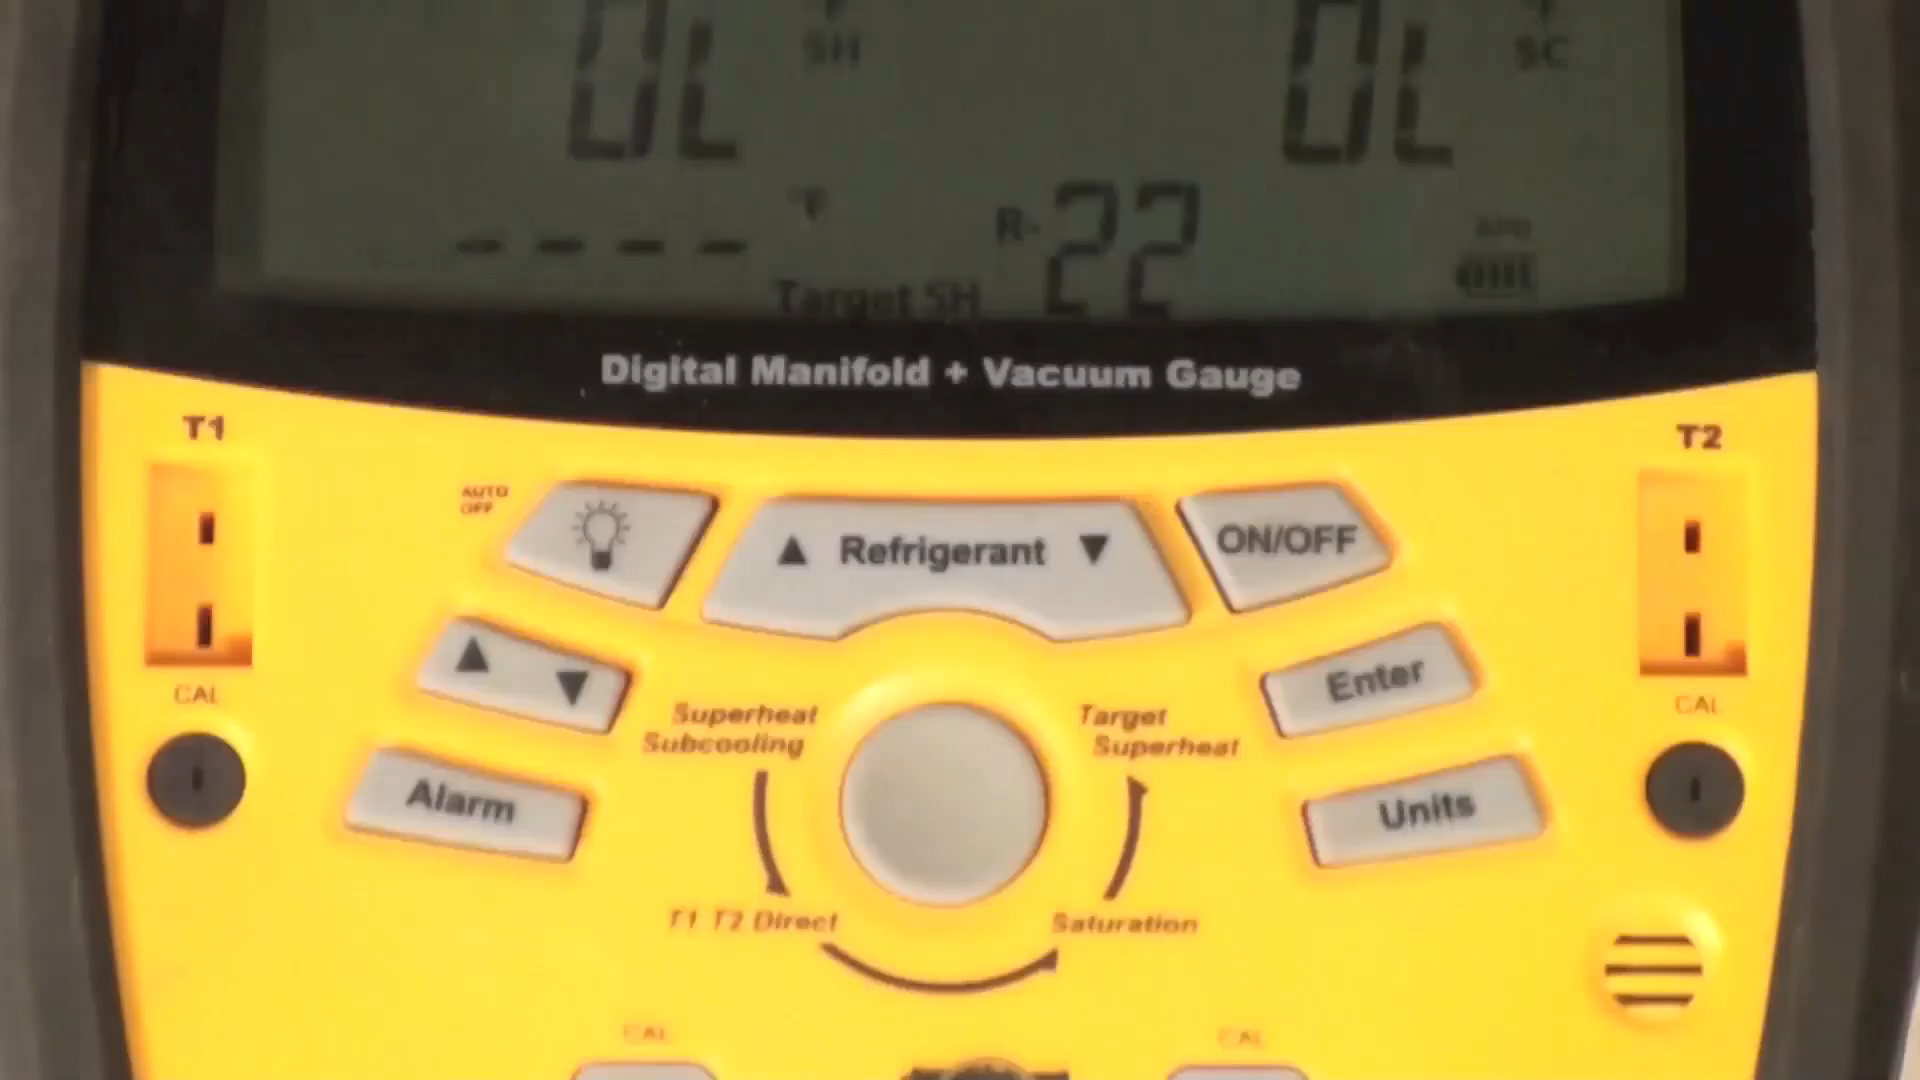 OL SH OL SC
°F
---- R-22 APO
Target SH
Digital Manifold + Vacuum Gauge
T1 T2
AUTO
OFF
▲ Refrigerant ▼
ON/OFF
▲ ▼
Enter
CAL CAL
Superheat
Subcooling
Target
Superheat
Alarm
Units
T1 T2 Direct
Saturation
CAL CAL